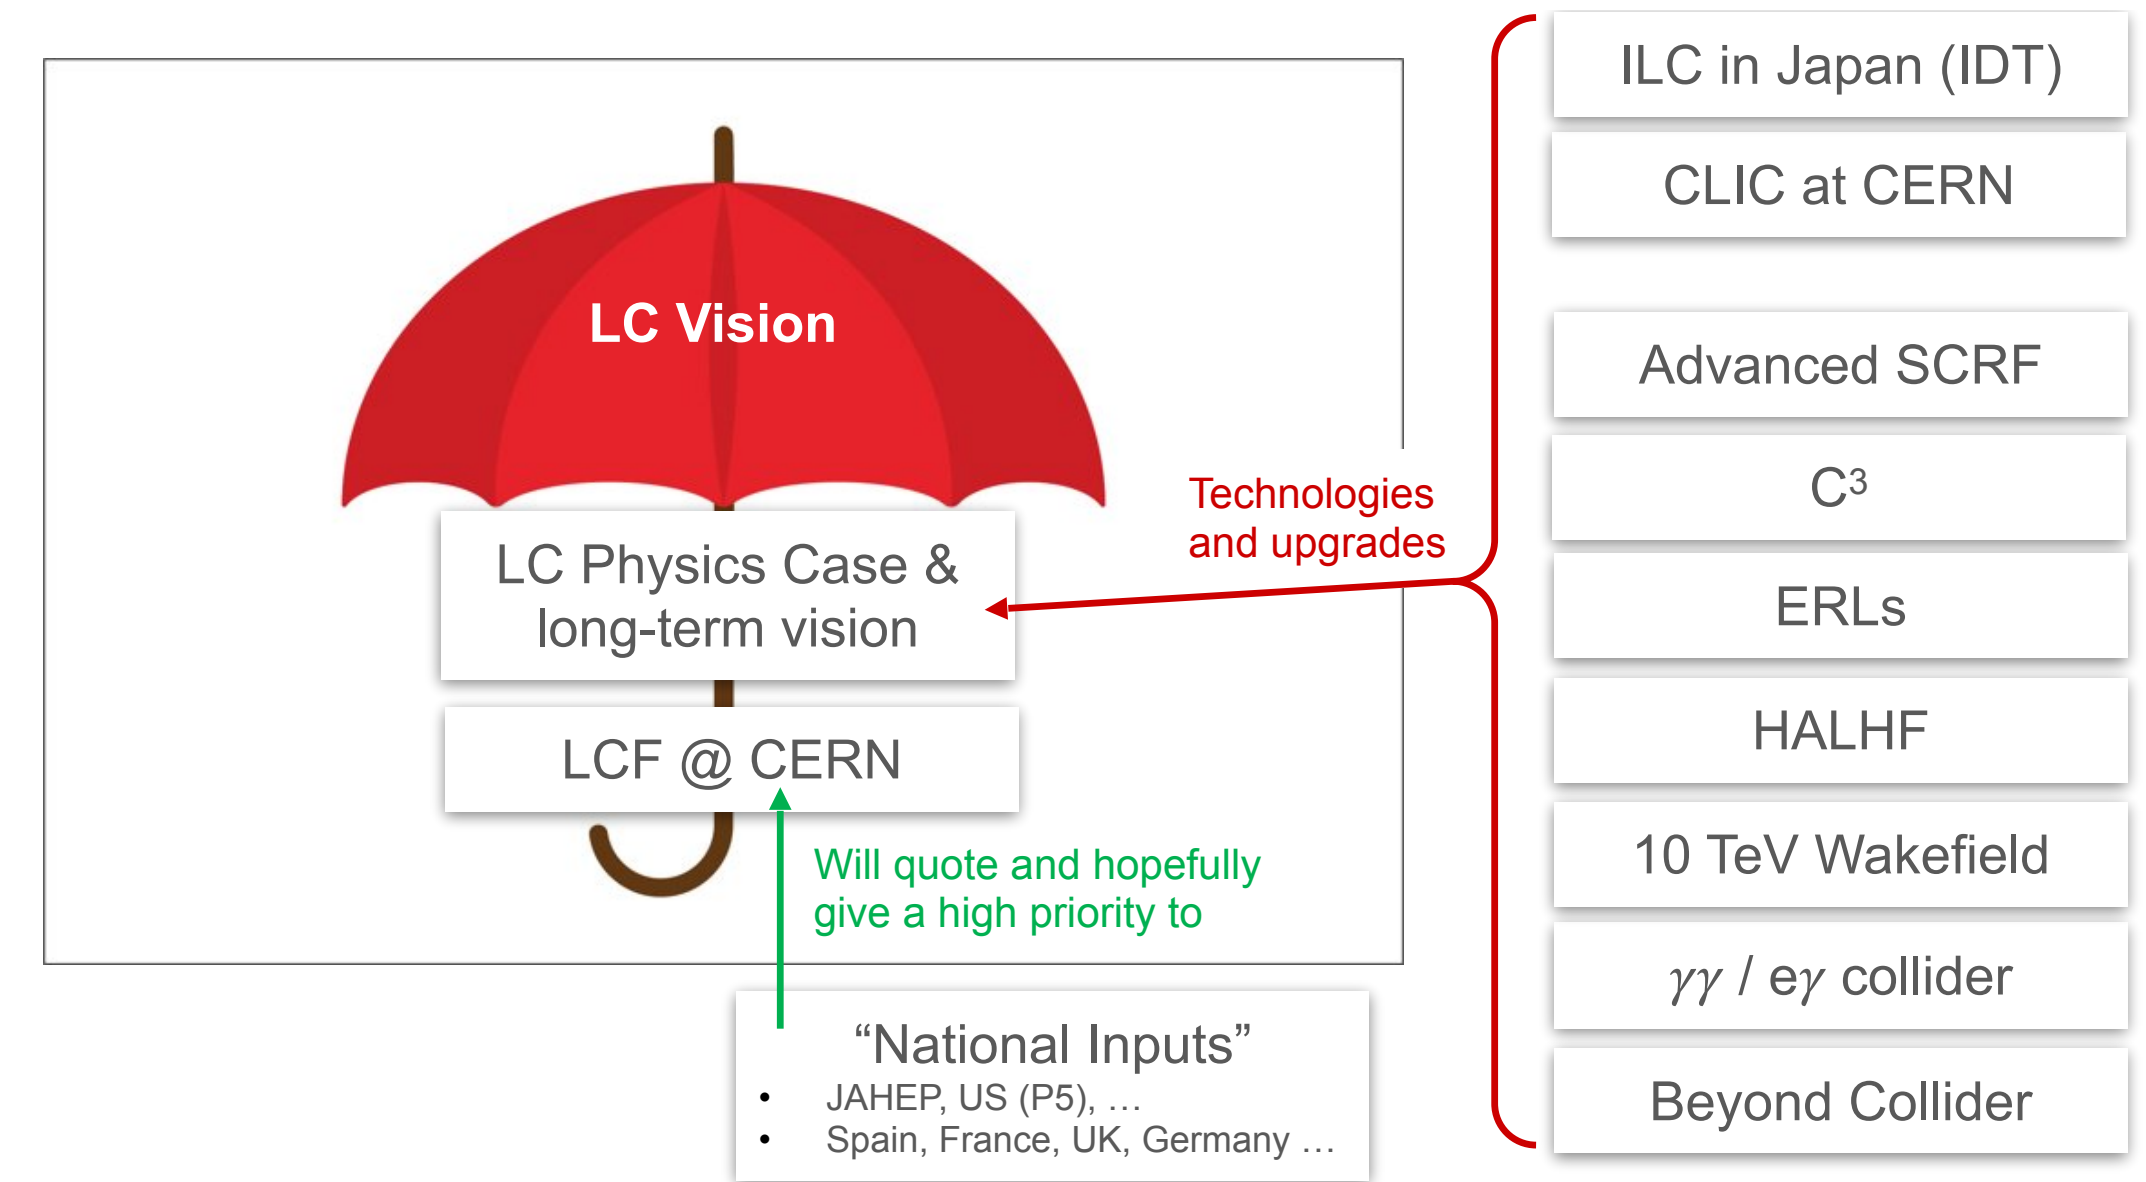 LC Vision
LC Physics Case &
long-term vision
LCF @ CERN
Will quote and hopefully
give a high priority to
“National Inputs”
• JAHEP, US (P5), …
• Spain, France, UK, Germany …
Technologies
and upgrades
ILC in Japan (IDT)
CLIC at CERN
Advanced SCRF
C³
ERLs
HALHF
10 TeV Wakefield
γγ / eγ collider
Beyond Collider